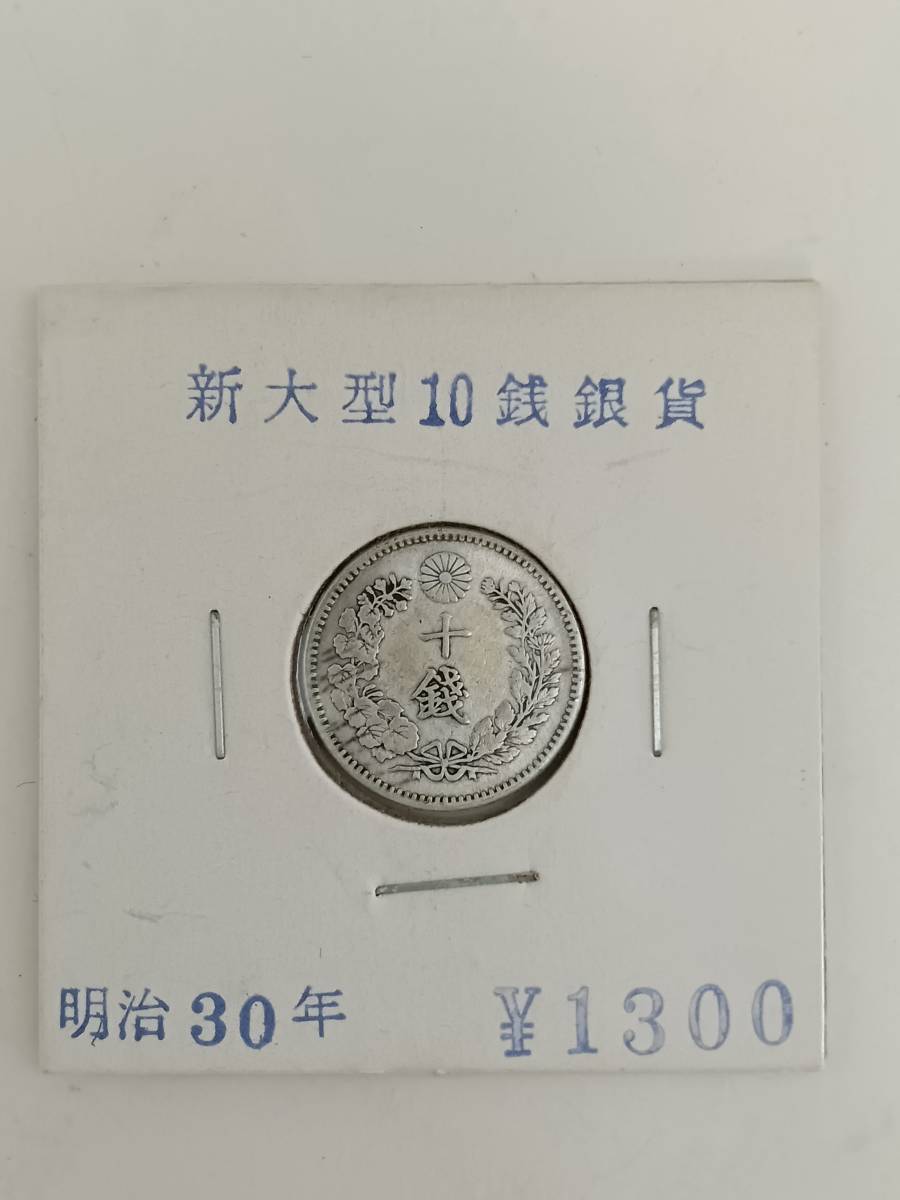 新大型10銭銀貨
十
錢
明治30年 ¥1300